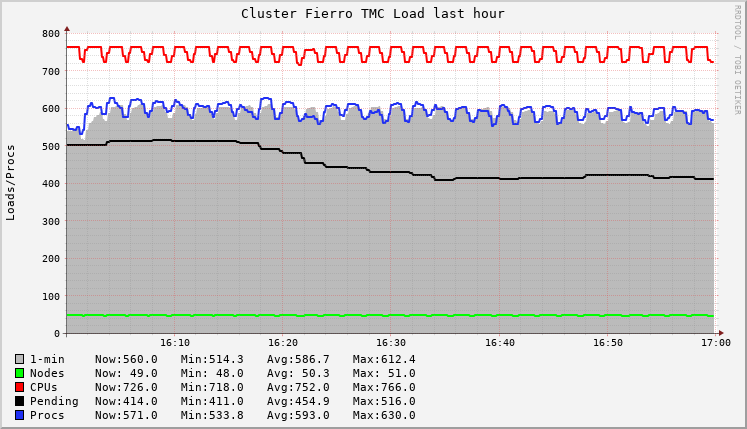 Cluster Fierro TMC Load last hour
RRDTOOL / TOBI OETIKER
Loads/Procs
800
700
600
500
400
300
200
100
0
16:10 16:20 16:30 16:40 16:50 17:00
1-min Now:560.0 Min:514.3 Avg:586.7 Max:612.4
Nodes Now: 49.0 Min: 48.0 Avg: 50.3 Max: 51.0
CPUs Now:726.0 Min:718.0 Avg:752.0 Max:766.0
Pending Now:414.0 Min:411.0 Avg:454.9 Max:516.0
Procs Now:571.0 Min:533.8 Avg:593.0 Max:630.0